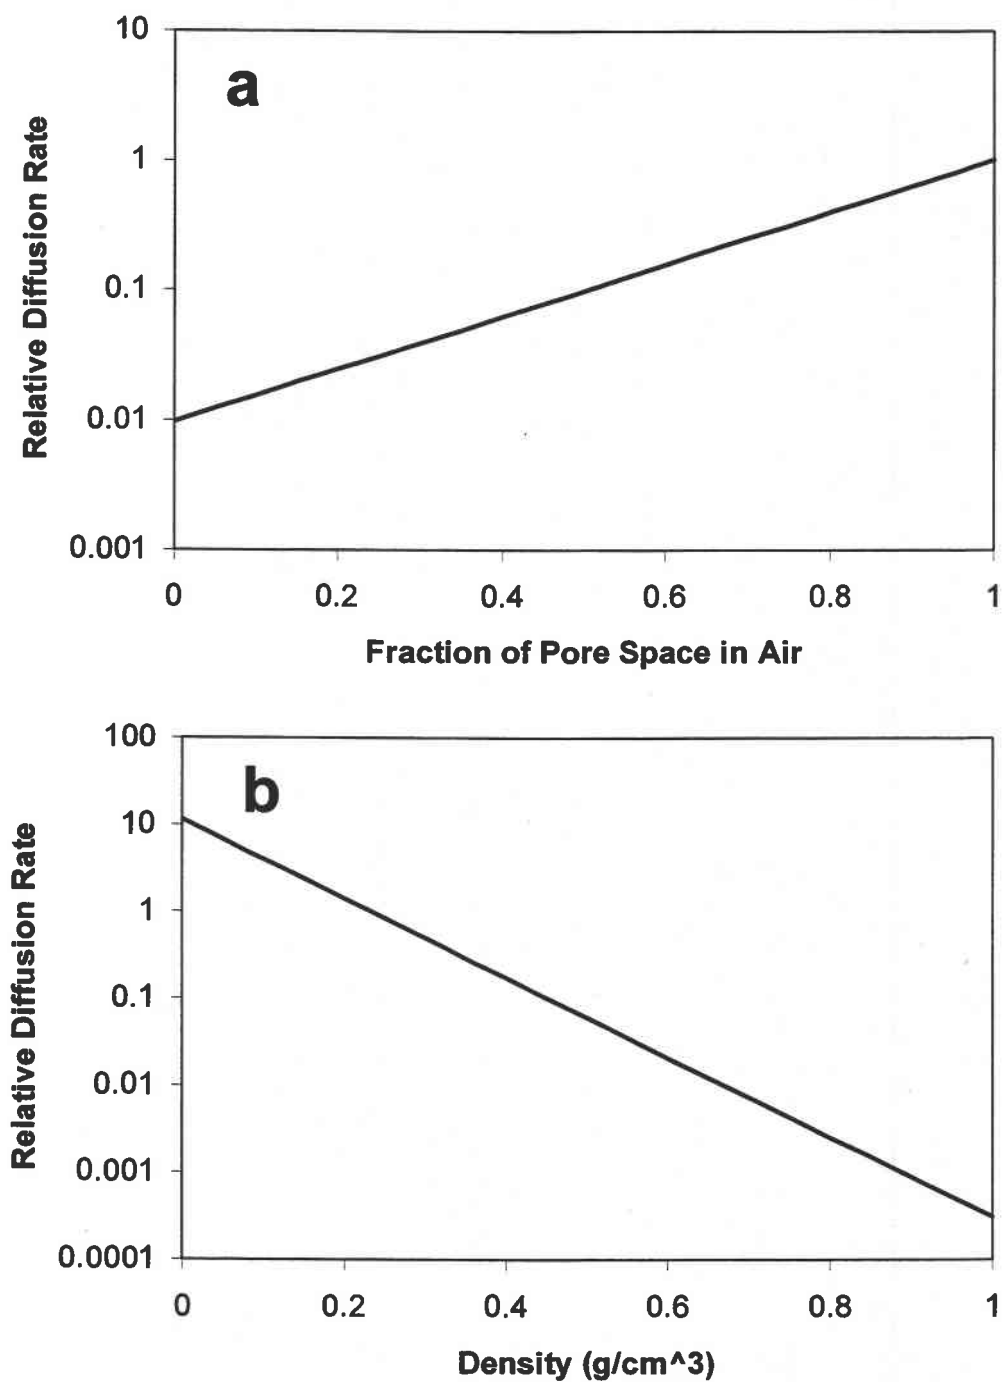 a
Relative Diffusion Rate
10
1
0.1
0.01
0.001
0 0.2 0.4 0.6 0.8 1
Fraction of Pore Space in Air
b
Relative Diffusion Rate
100
10
1
0.1
0.01
0.001
0.0001
0 0.2 0.4 0.6 0.8 1
Density (g/cm^3)